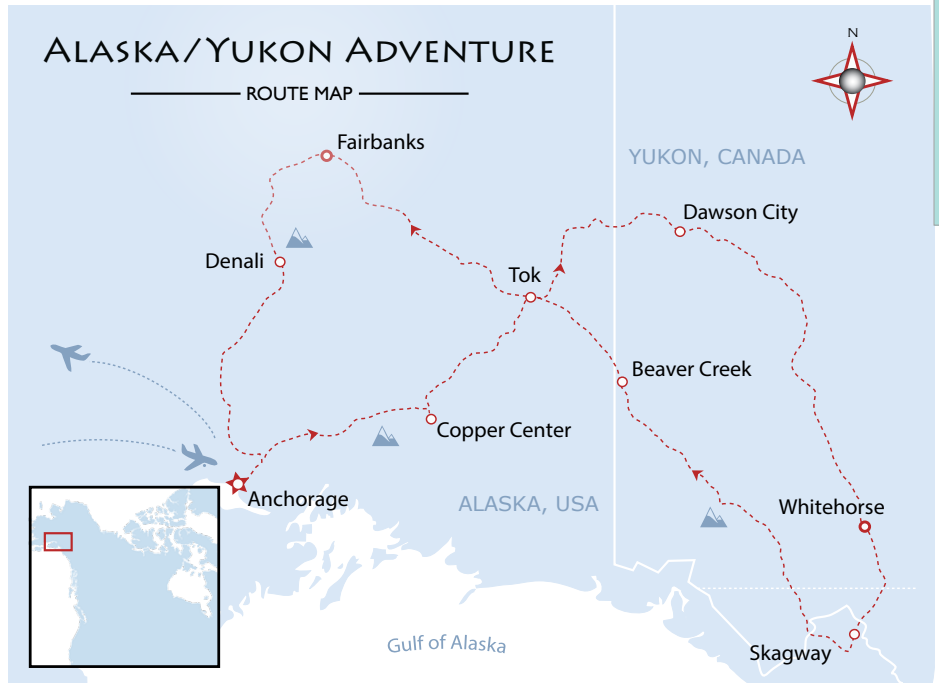 ALASKA/YUKON ADVENTURE
ROUTE MAP
N
Fairbanks
YUKON, CANADA
Dawson City
Denali
Tok
Beaver Creek
Copper Center
Anchorage
ALASKA, USA
Whitehorse
Gulf of Alaska
Skagway